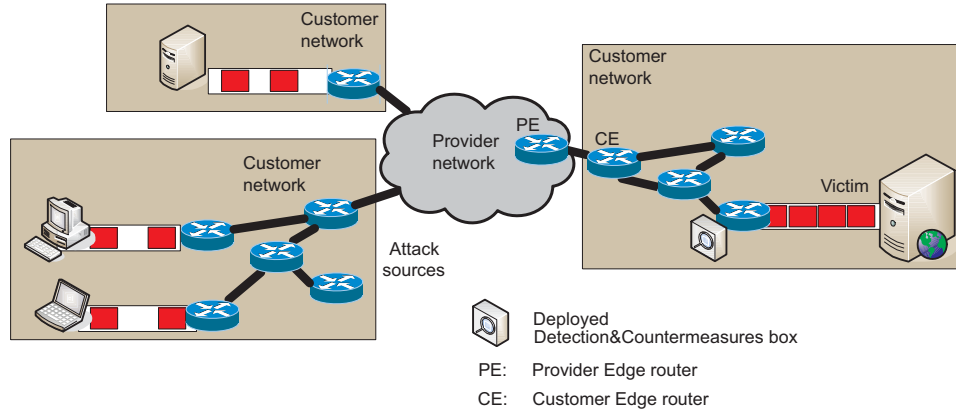 Customer
network
Customer
network
PE
CE
Provider
network
Customer
network
Victim
Attack
sources
Deployed
Detection&Countermeasures box
PE: Provider Edge router
CE: Customer Edge router